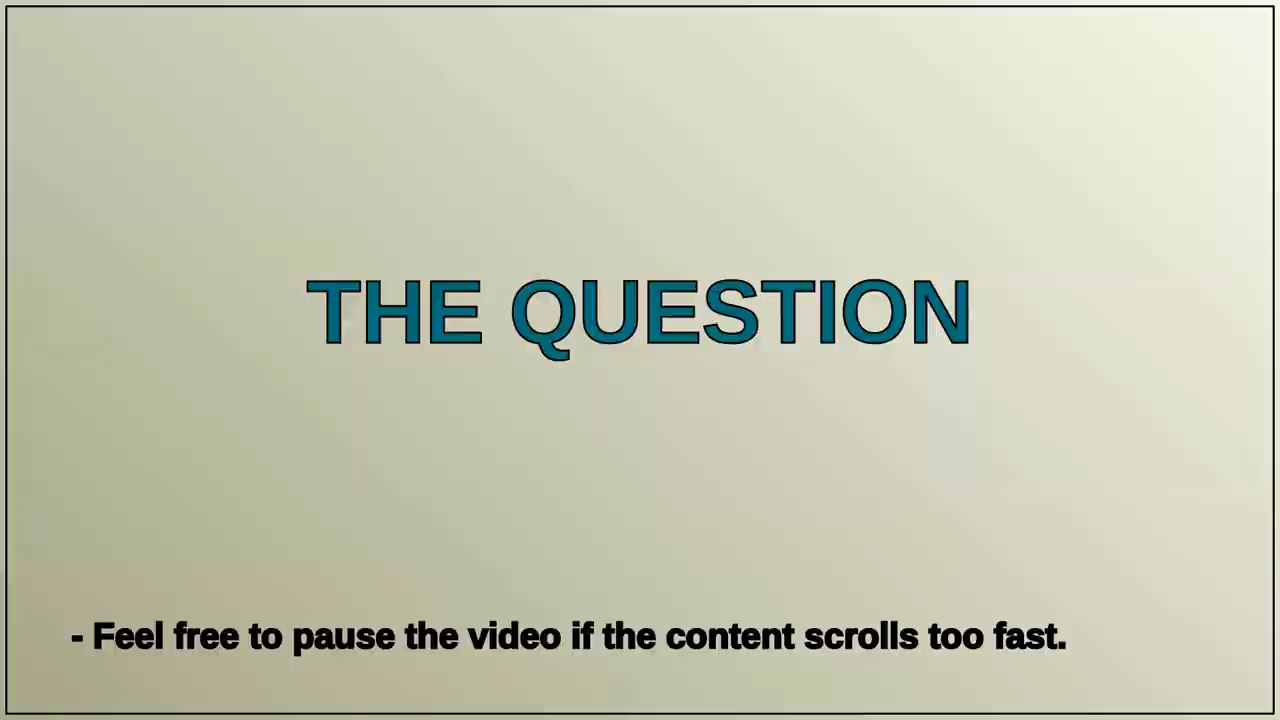 THE QUESTION
- Feel free to pause the video if the content scrolls too fast.